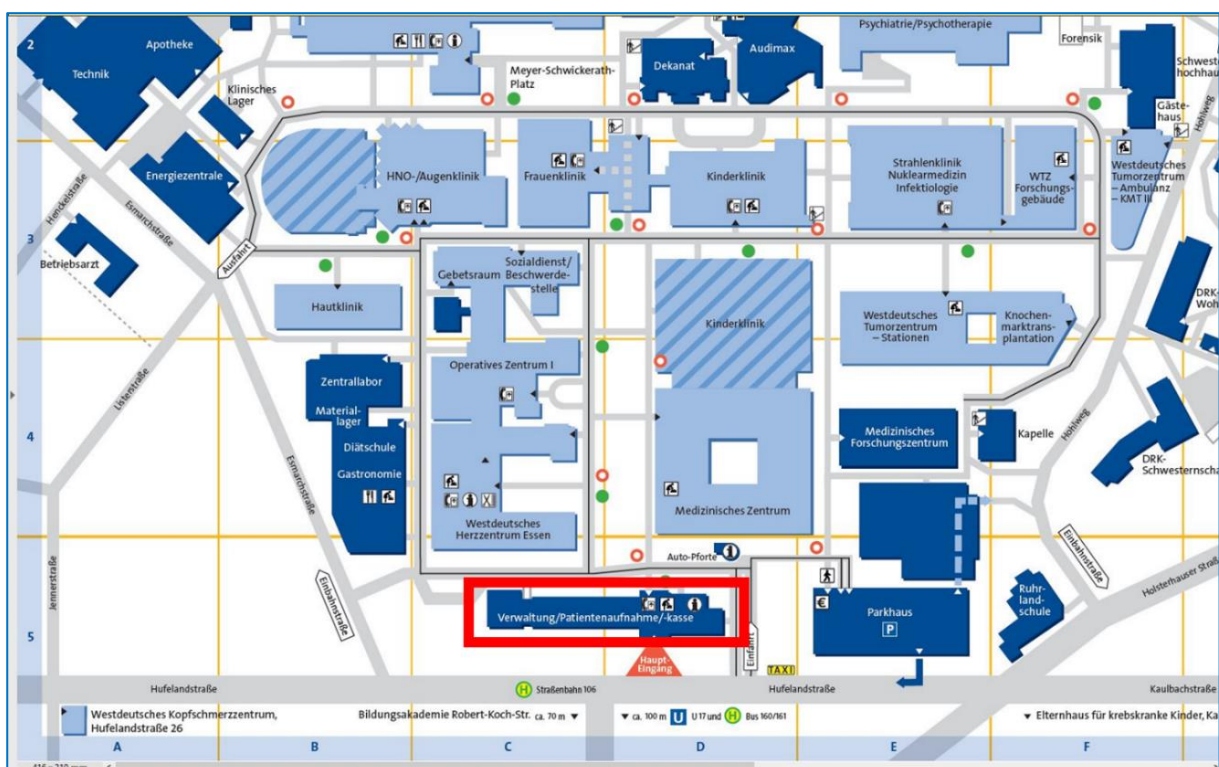 2
Apotheke
Technik
Psychiatrie/Psychotherapie
Audimax
Dekanat
Forensik
Meyer-Schwickerath-
Platz
Klinisches
Lager
Gäste-
haus
Hohlweg
Energiezentrale
HNO-/Augenklinik
Frauenklinik
Kinderklinik
Strahlenklinik
Nuklearmedizin
Infektiologie
WTZ
Forschungs-
gebäude
Westdeutsches
Tumorzentrum
– Ambulanz
– KMT III
Henckelstraße
Esmarchstraße
3
Ausfahrt
Betriebsarzt
Gebetsraum
Sozialdienst/
Beschwerde-
stelle
Hautklinik
Kinderklinik
Westdeutsches
Tumorzentrum
– Stationen
Knochen-
marktrans-
plantation
DRK-
Listerstraße
Zentrallabor
Operatives Zentrum I
Material-
lager
4
Diätschule
Gastronomie
Medizinisches
Forschungszentrum
Kapelle
Hohlweg
DRK-
Esmarchstraße
Westdeutsches
Herzzentrum Essen
Medizinisches Zentrum
Auto-Pforte
Jennerstraße
Einbahnstraße
Einbahnstraße
5
Verwaltung/Patientenaufnahme/-kasse
€
Parkhaus
P
Ruhr-
land-
schule
Haupt-
Eingang
Einfahrt
TAXI
Hufelandstraße
H Straßenbahn 106
Hufelandstraße
Kaulbachstraße
Westdeutsches Kopfschmerzzentrum,
Hufelandstraße 26
Bildungsakademie Robert-Koch-Str. ca. 70 m
ca. 100 m U U17 und H Bus 160/161
Elternhaus für krebskranke Kinder,
A B C D E F